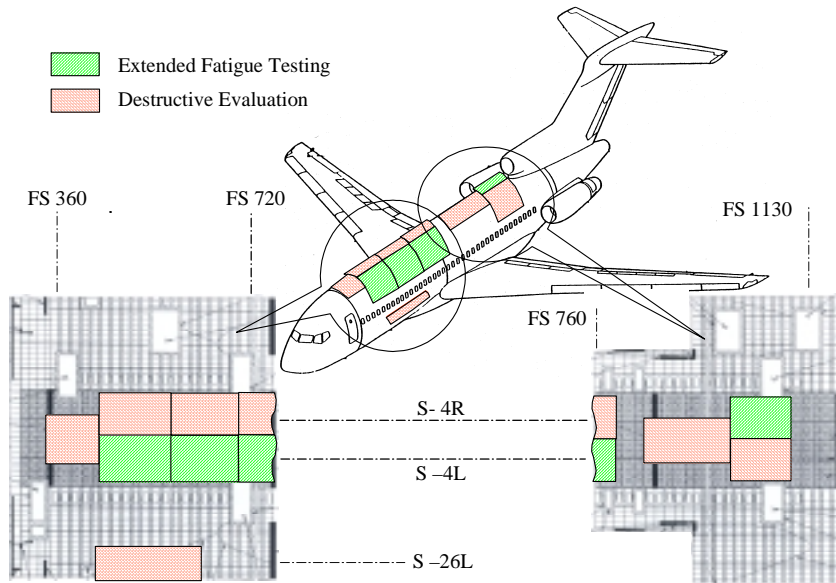 Extended Fatigue Testing
Destructive Evaluation
FS 360
FS 720
FS 1130
FS 760
S- 4R
S –4L
S –26L